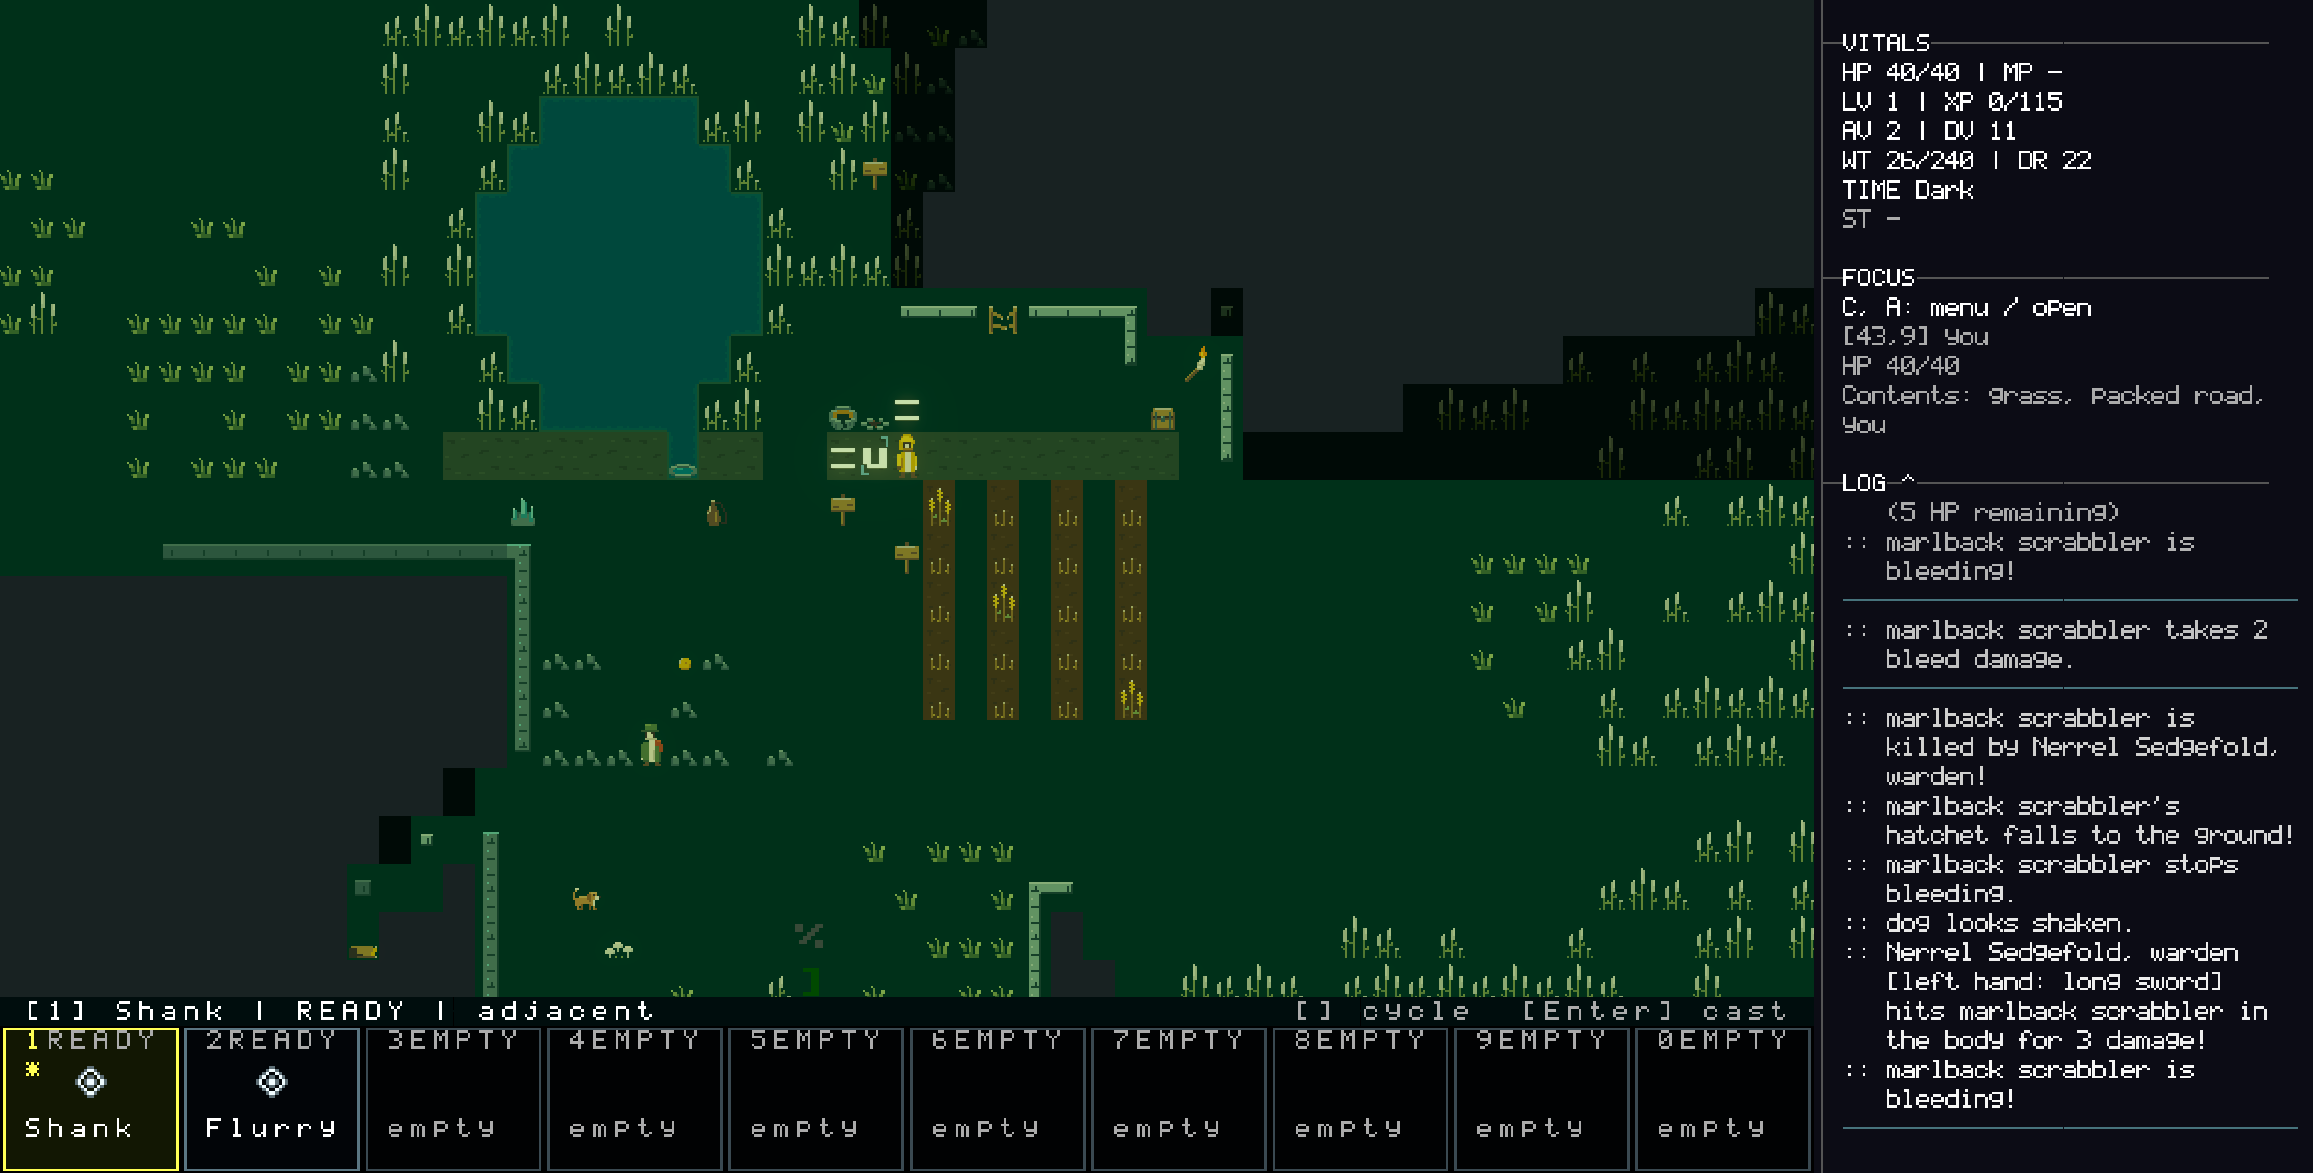 VITALS
HP 40/40 | MP -
LV 1 | XP 0/115
AV 2 | DV 11
WT 26/240 | DR 22
TIME Dark
ST -
FOCUS
C, A: menu / open
[43,9] you
HP 40/40
Contents: grass, packed road,
you
LOG ^
(5 HP remaining)
:: marlback scrabbler is
bleeding!
:: marlback scrabbler takes 2
bleed damage.
:: marlback scrabbler is
killed by Nerrel Sedgefold,
warden!
:: marlback scrabbler's
hatchet falls to the ground!
:: marlback scrabbler stops
bleeding.
:: dog looks shaken.
:: Nerrel Sedgefold, warden
[left hand: long sword]
hits marlback scrabbler in
the body for 3 damage!
:: marlback scrabbler is
bleeding!
[1] Shank | READY | adjacent
[] cycle [Enter] cast
1READY 2READY 3EMPTY 4EMPTY 5EMPTY 6EMPTY 7EMPTY 8EMPTY 9EMPTY 0EMPTY
Shank Flurry empty empty empty empty empty empty empty empty